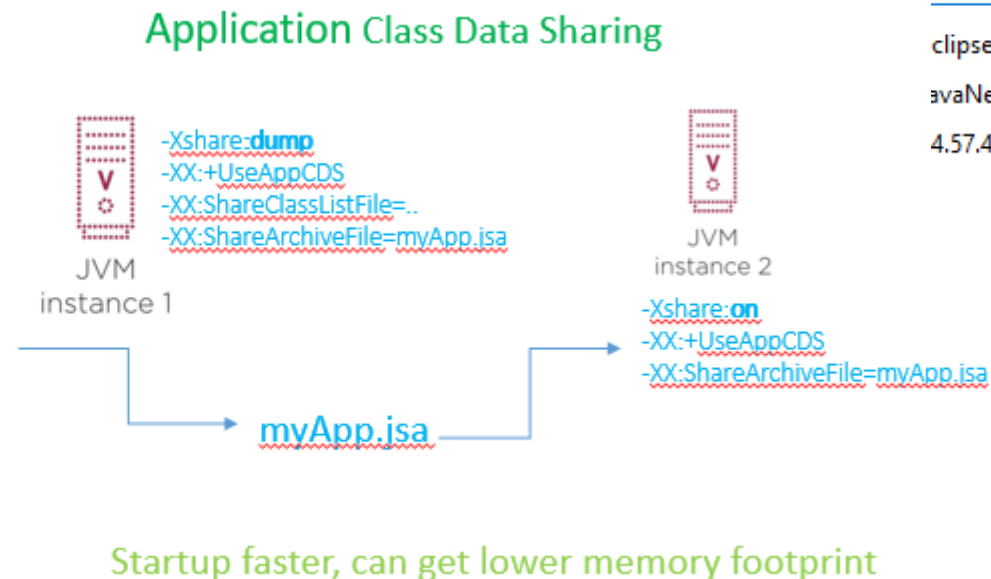 Application Class Data Sharing
-Xshare:dump
-XX:+UseAppCDS
-XX:ShareClassListFile=..
-XX:ShareArchiveFile=myApp.jsa
JVM
instance 1
clipse
avaNe
4.57.4
JVM
instance 2
-Xshare:on
-XX:+UseAppCDS
-XX:ShareArchiveFile=myApp.jsa
myApp.jsa
Startup faster, can get lower memory footprint